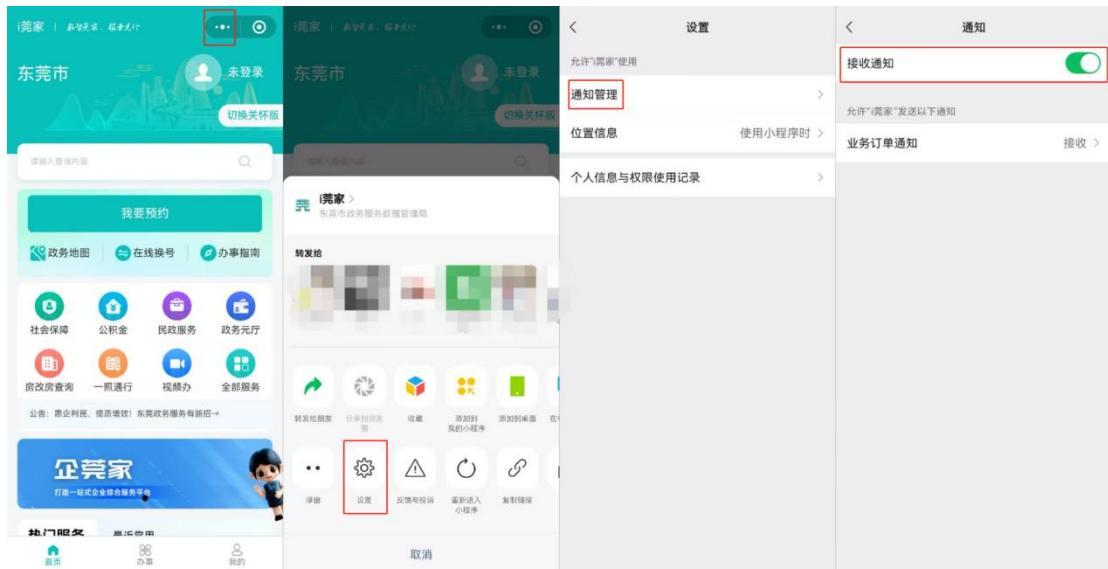 i莞家
东莞市
未登录
切换关怀版
请输入查询内容
我要预约
政务地图
在线换号
办事指南
社会保障
公积金
民政服务
政务元厅
房改房查询
一照通行
视频办
全部服务
公告：惠企利民，提质增效！东莞政务服务有新招→
企莞家
打造一站式企业综合服务平台
热门服务
最近常用
首页
办事
我的
i莞家
东莞市
未登录
切换关怀版
请输入查询内容
i莞家
东莞市政务服务数据管理局
转发给
转发给朋友
分享到朋友圈
收藏
添加到
我的小程序
添加到桌面
浮窗
设置
反馈与投诉
重新进入
小程序
复制链接
取消
设置
允许"i莞家"使用
通知管理
位置信息
使用小程序时
个人信息与权限使用记录
通知
接收通知
允许"i莞家"发送以下通知
业务订单通知
接收